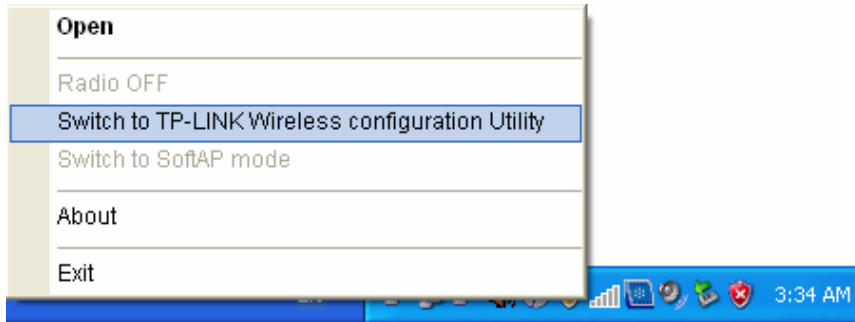 Open
Radio OFF
Switch to TP-LINK Wireless configuration Utility
Switch to SoftAP mode
About
Exit
3:34 AM